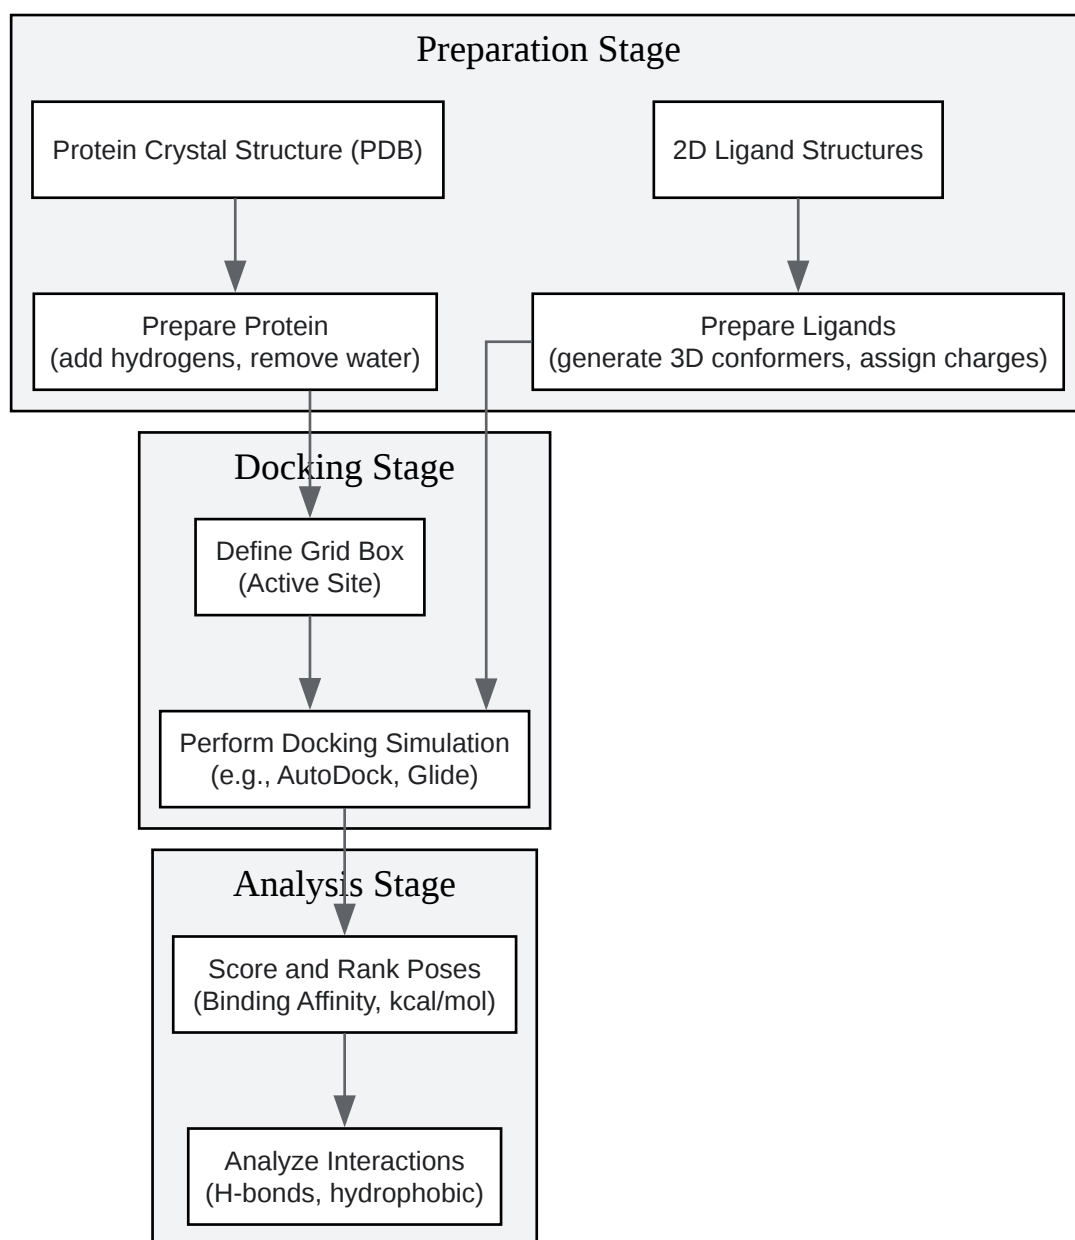 Preparation Stage
Protein Crystal Structure (PDB)
2D Ligand Structures
Prepare Protein
(add hydrogens, remove water)
Prepare Ligands
(generate 3D conformers, assign charges)
Docking Stage
Define Grid Box
(Active Site)
Perform Docking Simulation
(e.g., AutoDock, Glide)
Analysis Stage
Score and Rank Poses
(Binding Affinity, kcal/mol)
Analyze Interactions
(H-bonds, hydrophobic)